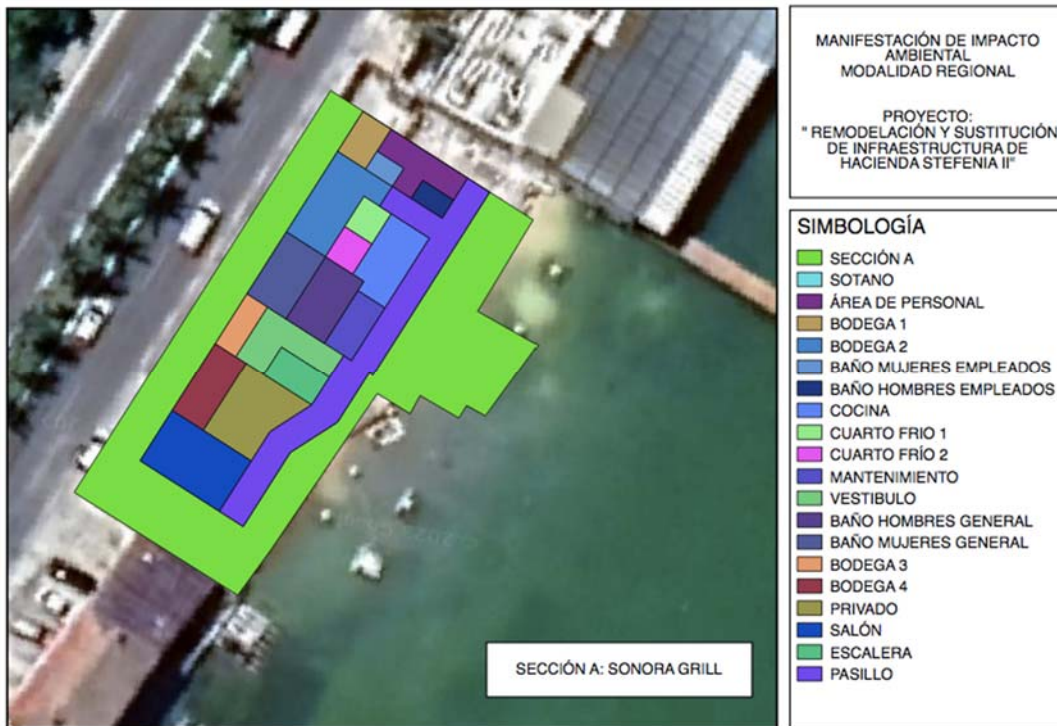 MANIFESTACIÓN DE IMPACTO
AMBIENTAL
MODALIDAD REGIONAL
PROYECTO:
" REMODELACIÓN Y SUSTITUCIÓN
DE INFRAESTRUCTURA DE
HACIENDA STEFENIA II"
SIMBOLOGÍA
SECCIÓN A
SOTANO
ÁREA DE PERSONAL
BODEGA 1
BODEGA 2
BAÑO MUJERES EMPLEADOS
BAÑO HOMBRES EMPLEADOS
COCINA
CUARTO FRIO 1
CUARTO FRÍO 2
MANTENIMIENTO
VESTIBULO
BAÑO HOMBRES GENERAL
BAÑO MUJERES GENERAL
BODEGA 3
BODEGA 4
PRIVADO
SALÓN
ESCALERA
PASILLO
SECCIÓN A: SONORA GRILL